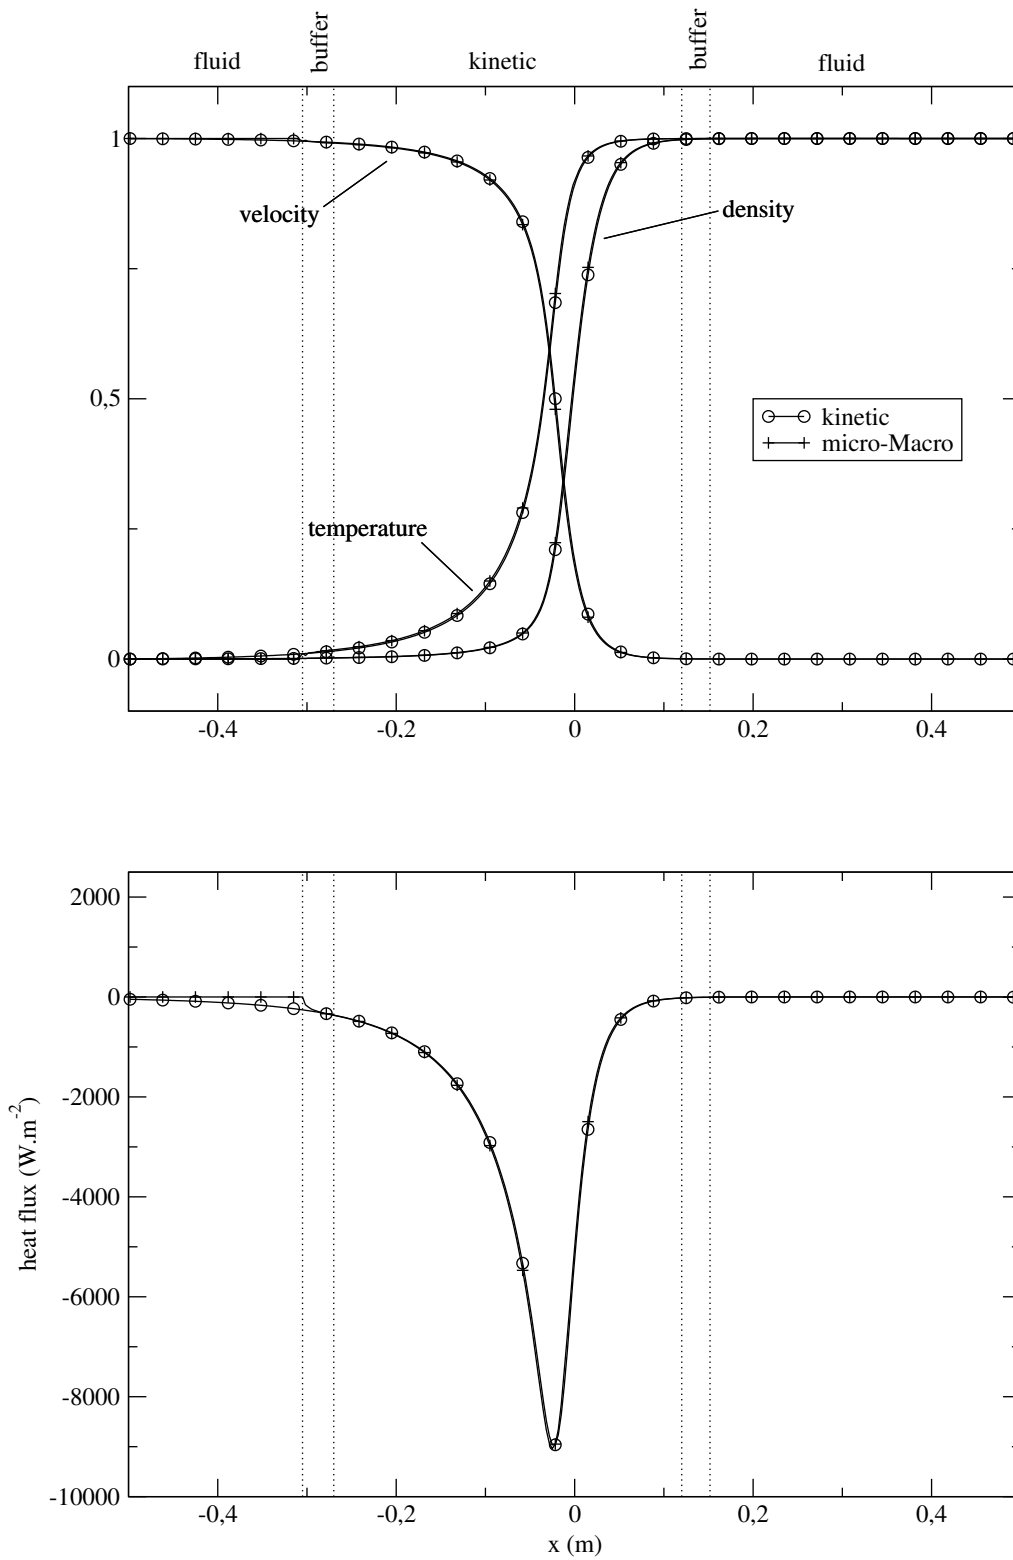 fluid
buffer
kinetic
buffer
fluid
1
velocity
density
0,5
kinetic
micro-Macro
temperature
0
-0,4
-0,2
0
0,2
0,4
2000
0
-2000
-4000
-6000
-8000
-10000
heat flux (W.m-2)
-0,4
-0,2
0
0,2
0,4
x (m)